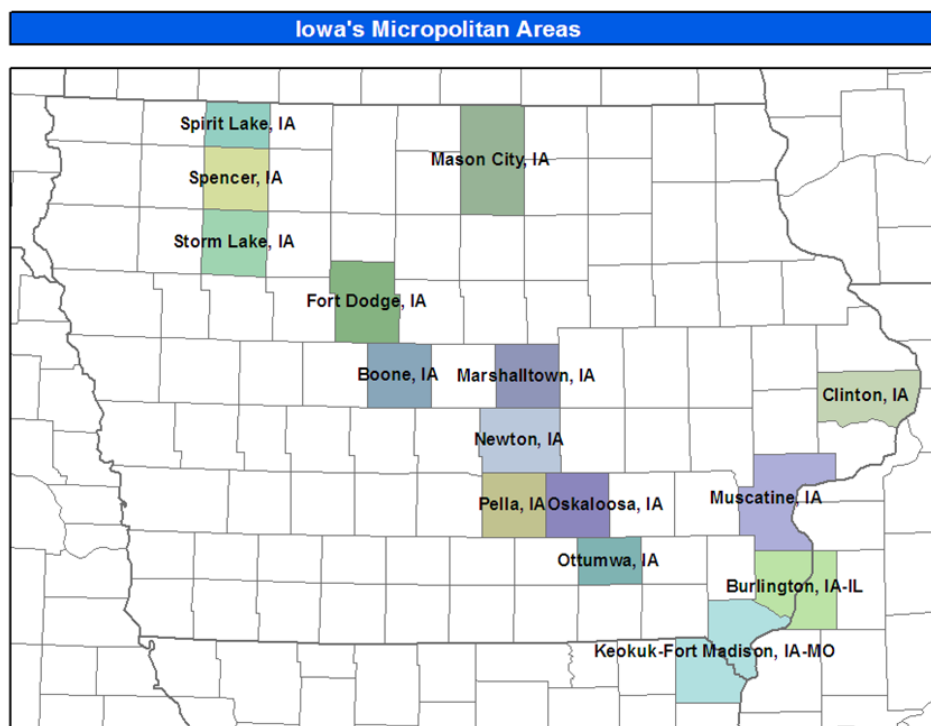 Iowa's Micropolitan Areas
Spirit Lake, IA
Mason City, IA
Spencer, IA
Storm Lake, IA
Fort Dodge, IA
Boone, IA
Marshalltown, IA
Clinton, IA
Newton, IA
Pella, IA
Oskaloosa, IA
Muscatine, IA
Ottumwa, IA
Burlington, IA-IL
Keokuk-Fort Madison, IA-MO